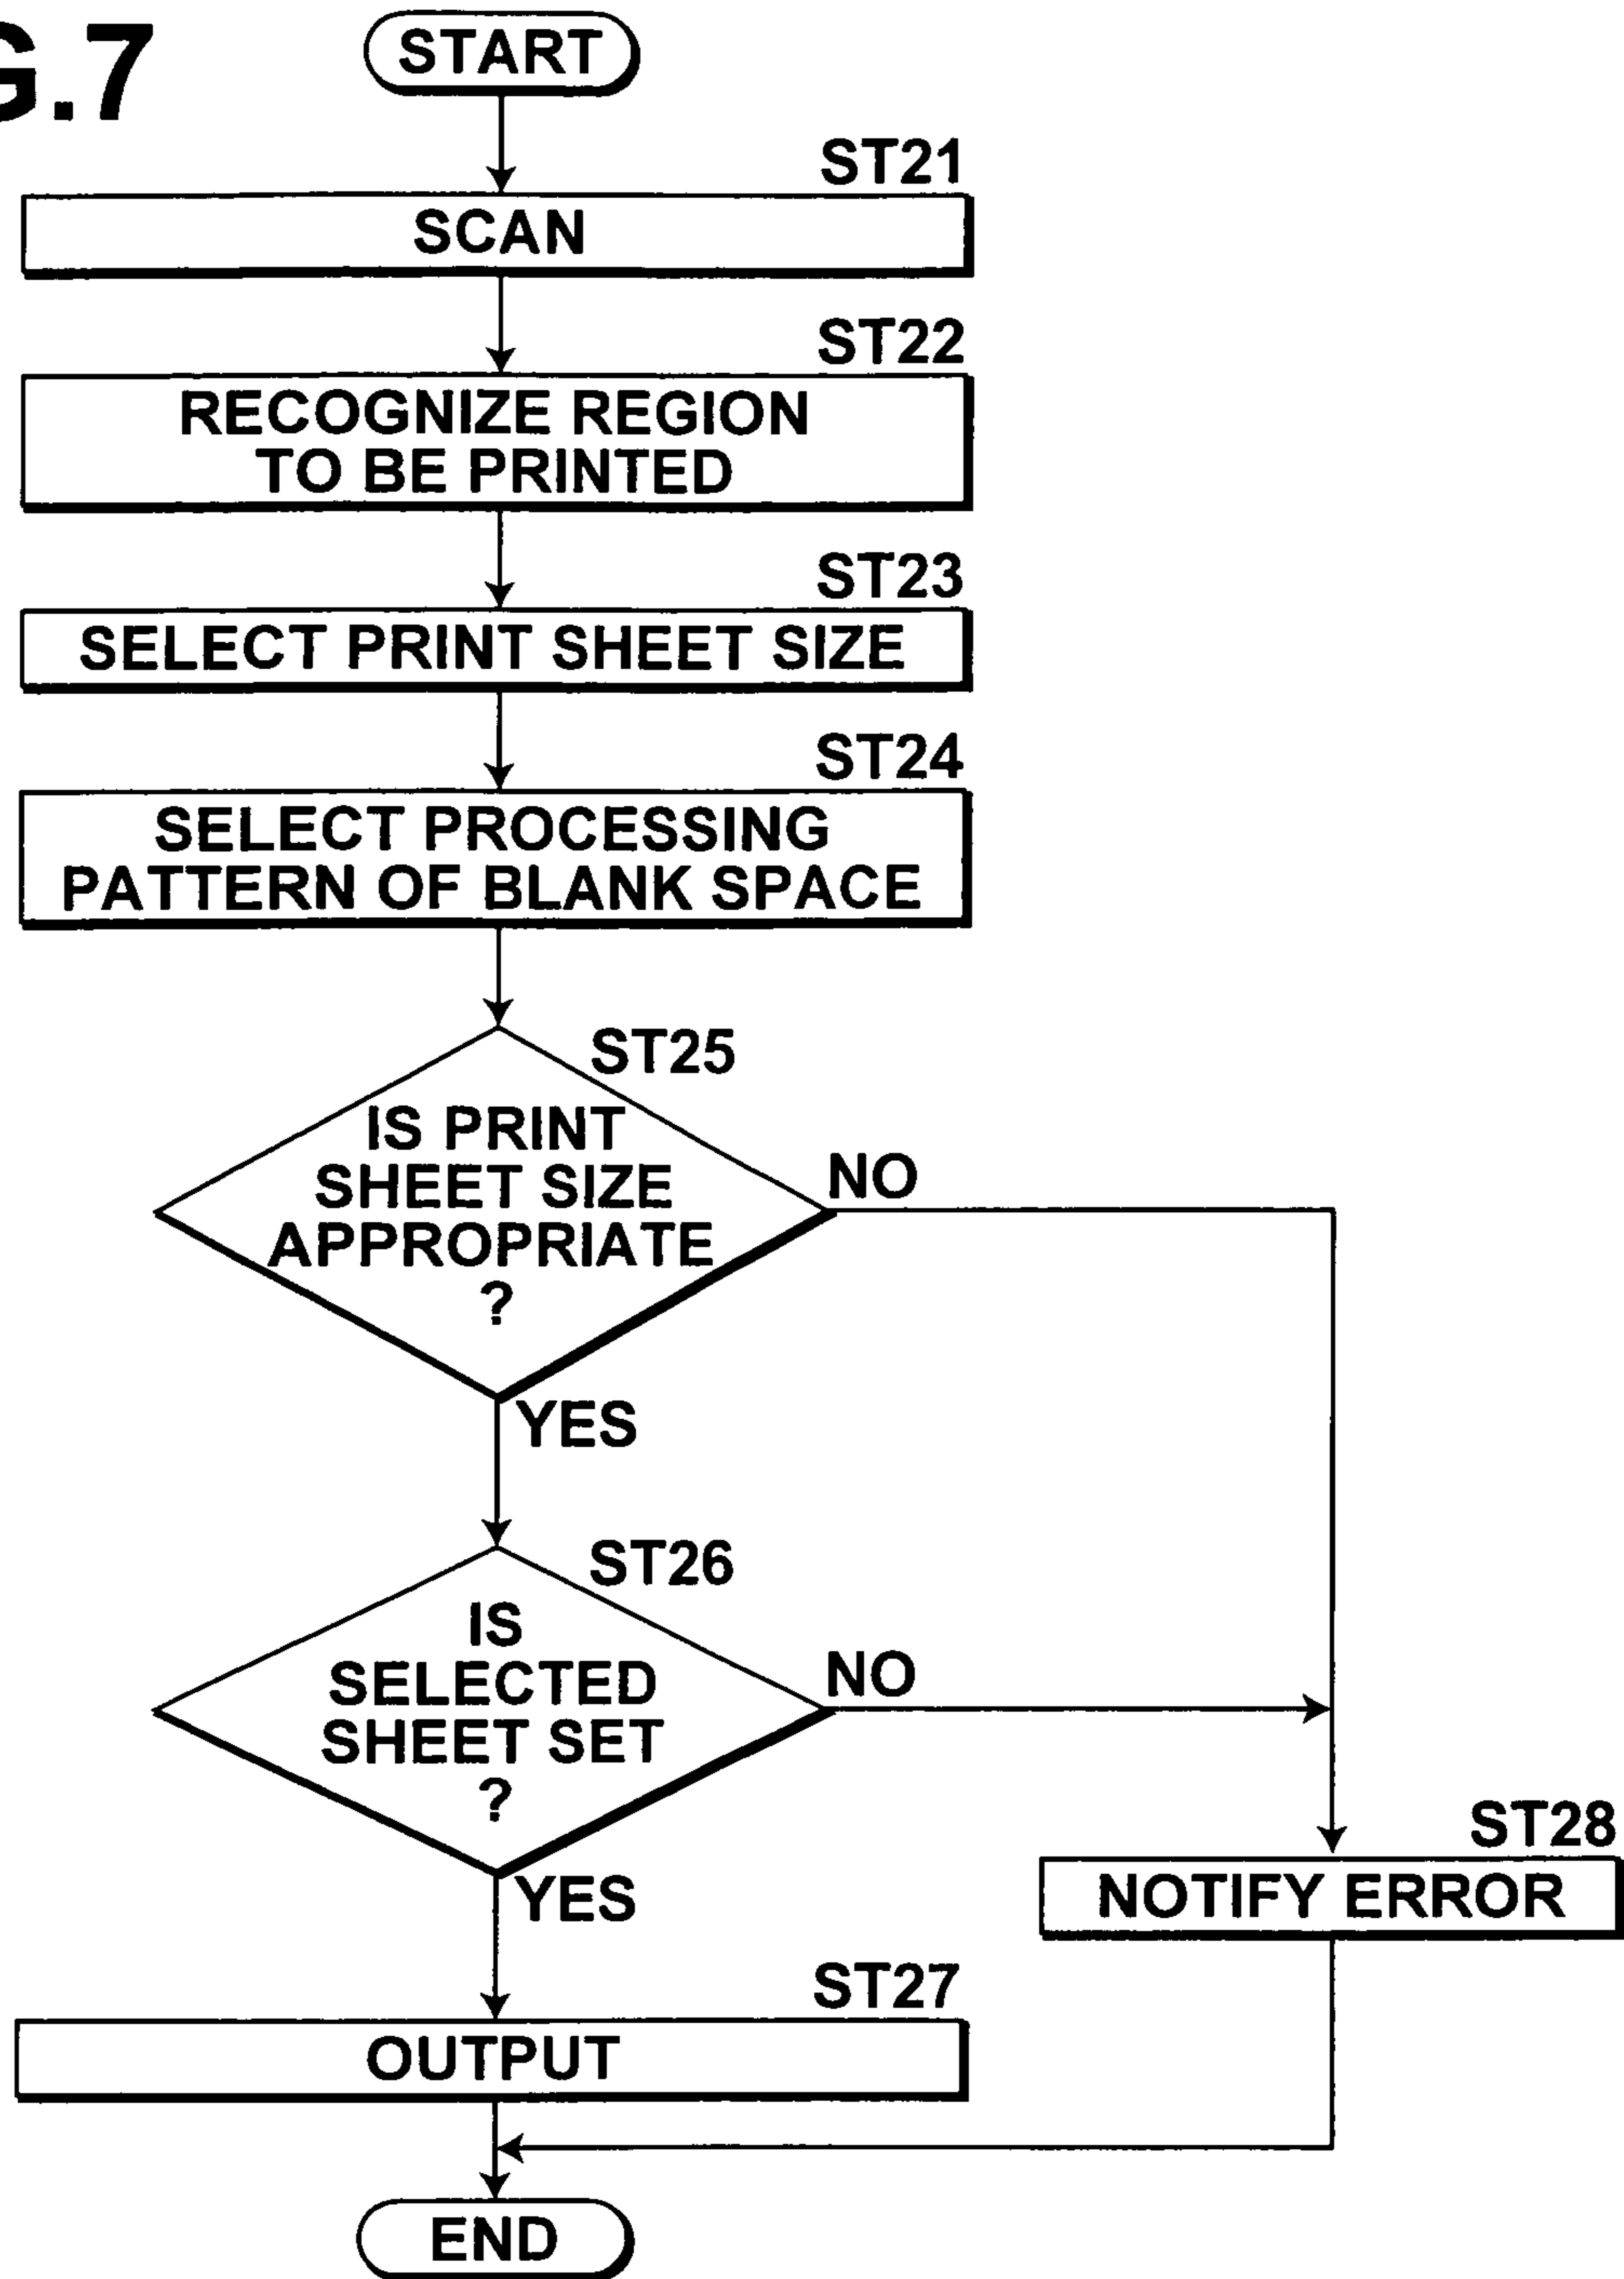 G.7
START
ST21
SCAN
ST22
RECOGNIZE REGION
TO BE PRINTED
ST23
SELECT PRINT SHEET SIZE
ST24
SELECT PROCESSING
PATTERN OF BLANK SPACE
ST25
IS PRINT
SHEET SIZE
APPROPRIATE
?
NO
YES
ST26
IS
SELECTED
SHEET SET
?
NO
YES
ST28
NOTIFY ERROR
ST27
OUTPUT
END